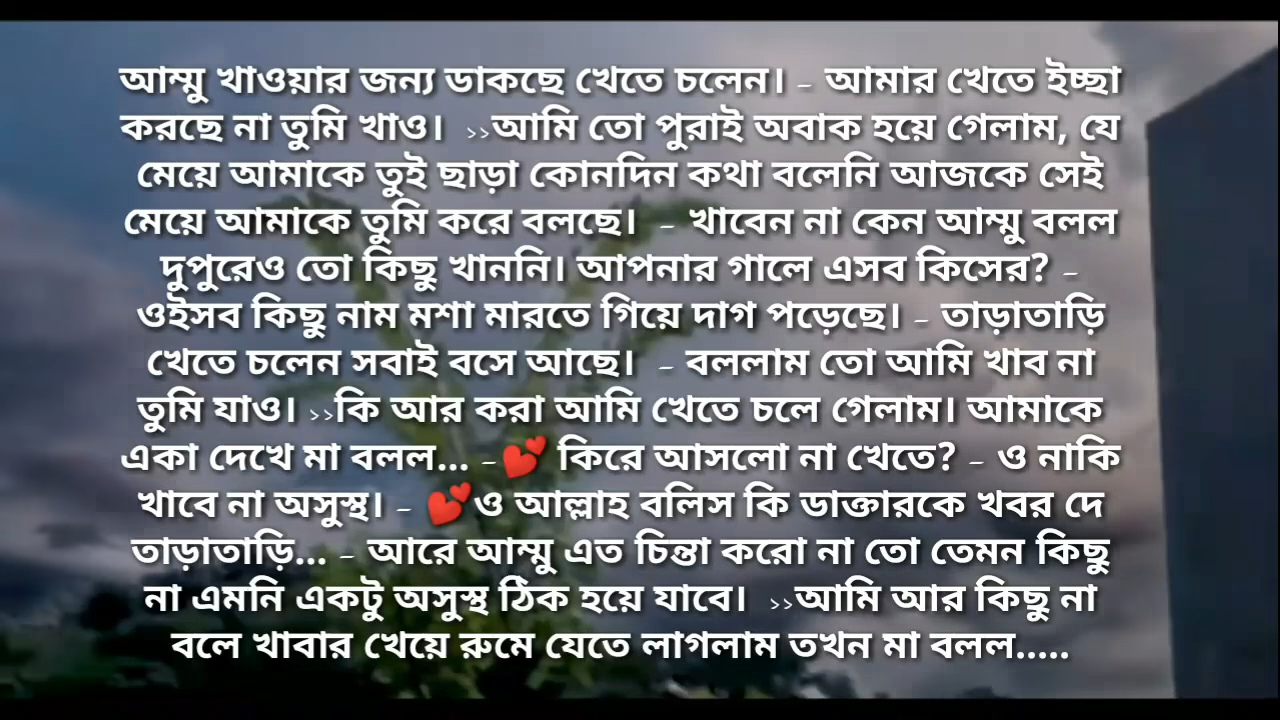 আম্মু খাওয়ার জন্য ডাকছে খেতে চলেন। - আমার খেতে ইচ্ছা
করছে না তুমি খাও। >>আমি তো পুরাই অবাক হয়ে গেলাম, যে
মেয়ে আমাকে তুই ছাড়া কোনদিন কথা বলেনি আজকে সেই
মেয়ে আমাকে তুমি করে বলছে। - খাবেন না কেন আম্মু বলল
দুপুরেও তো কিছু খাননি। আপনার গালে এসব কিসের? -
ওইসব কিছু নাম মশা মারতে গিয়ে দাগ পড়েছে। - তাড়াতাড়ি
খেতে চলেন সবাই বসে আছে। - বললাম তো আমি খাব না
তুমি যাও। >>কি আর করা আমি খেতে চলে গেলাম। আমাকে
একা দেখে মা বলল... -💕 কিরে আসলো না খেতে? - ও নাকি
খাবে না অসুস্থ। - 💕ও আল্লাহ বলিস কি ডাক্তারকে খবর দে
তাড়াতাড়ি... - আরে আম্মু এত চিন্তা করো না তো তেমন কিছু
না এমনি একটু অসুস্থ ঠিক হয়ে যাবে। >>আমি আর কিছু না
বলে খাবার খেয়ে রুমে যেতে লাগলাম তখন মা বলল.....